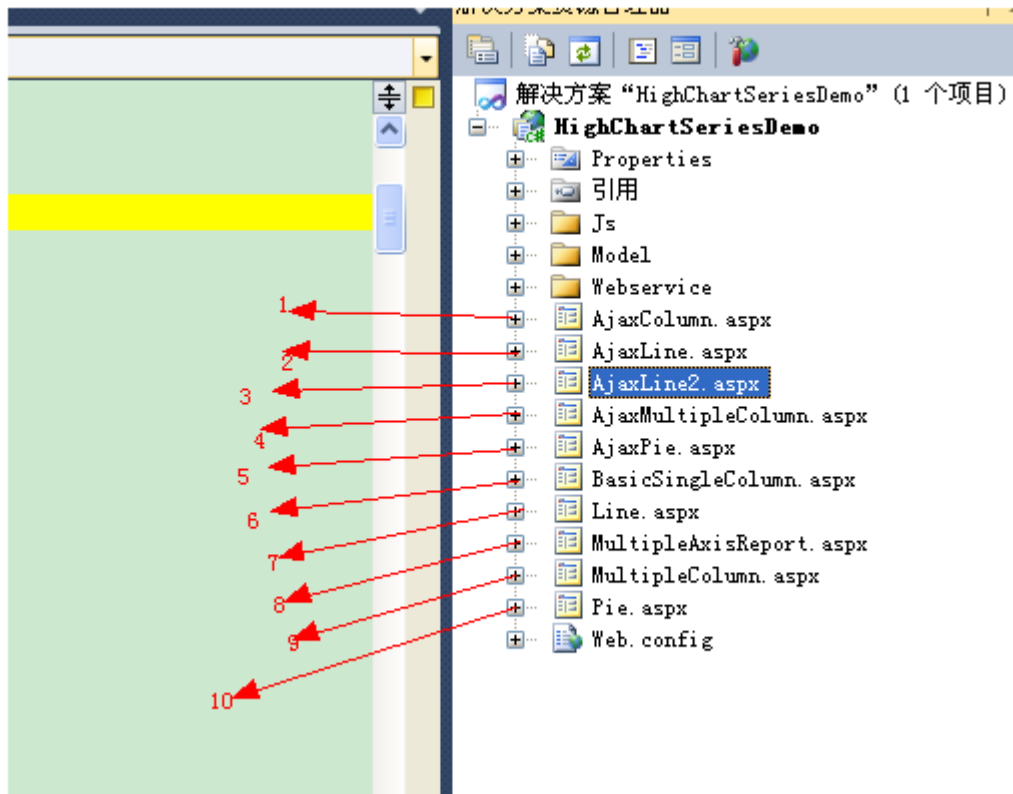 解决方案“HighChartSeriesDemo” (1 个项目)
HighChartSeriesDemo
Properties
引用
Js
Model
Webservice
1
AjaxColumn.aspx
2
AjaxLine.aspx
3
AjaxLine2.aspx
4
AjaxMultipleColumn.aspx
5
AjaxPie.aspx
6
BasicSingleColumn.aspx
7
Line.aspx
8
MultipleAxisReport.aspx
9
MultipleColumn.aspx
10
Pie.aspx
Web.config